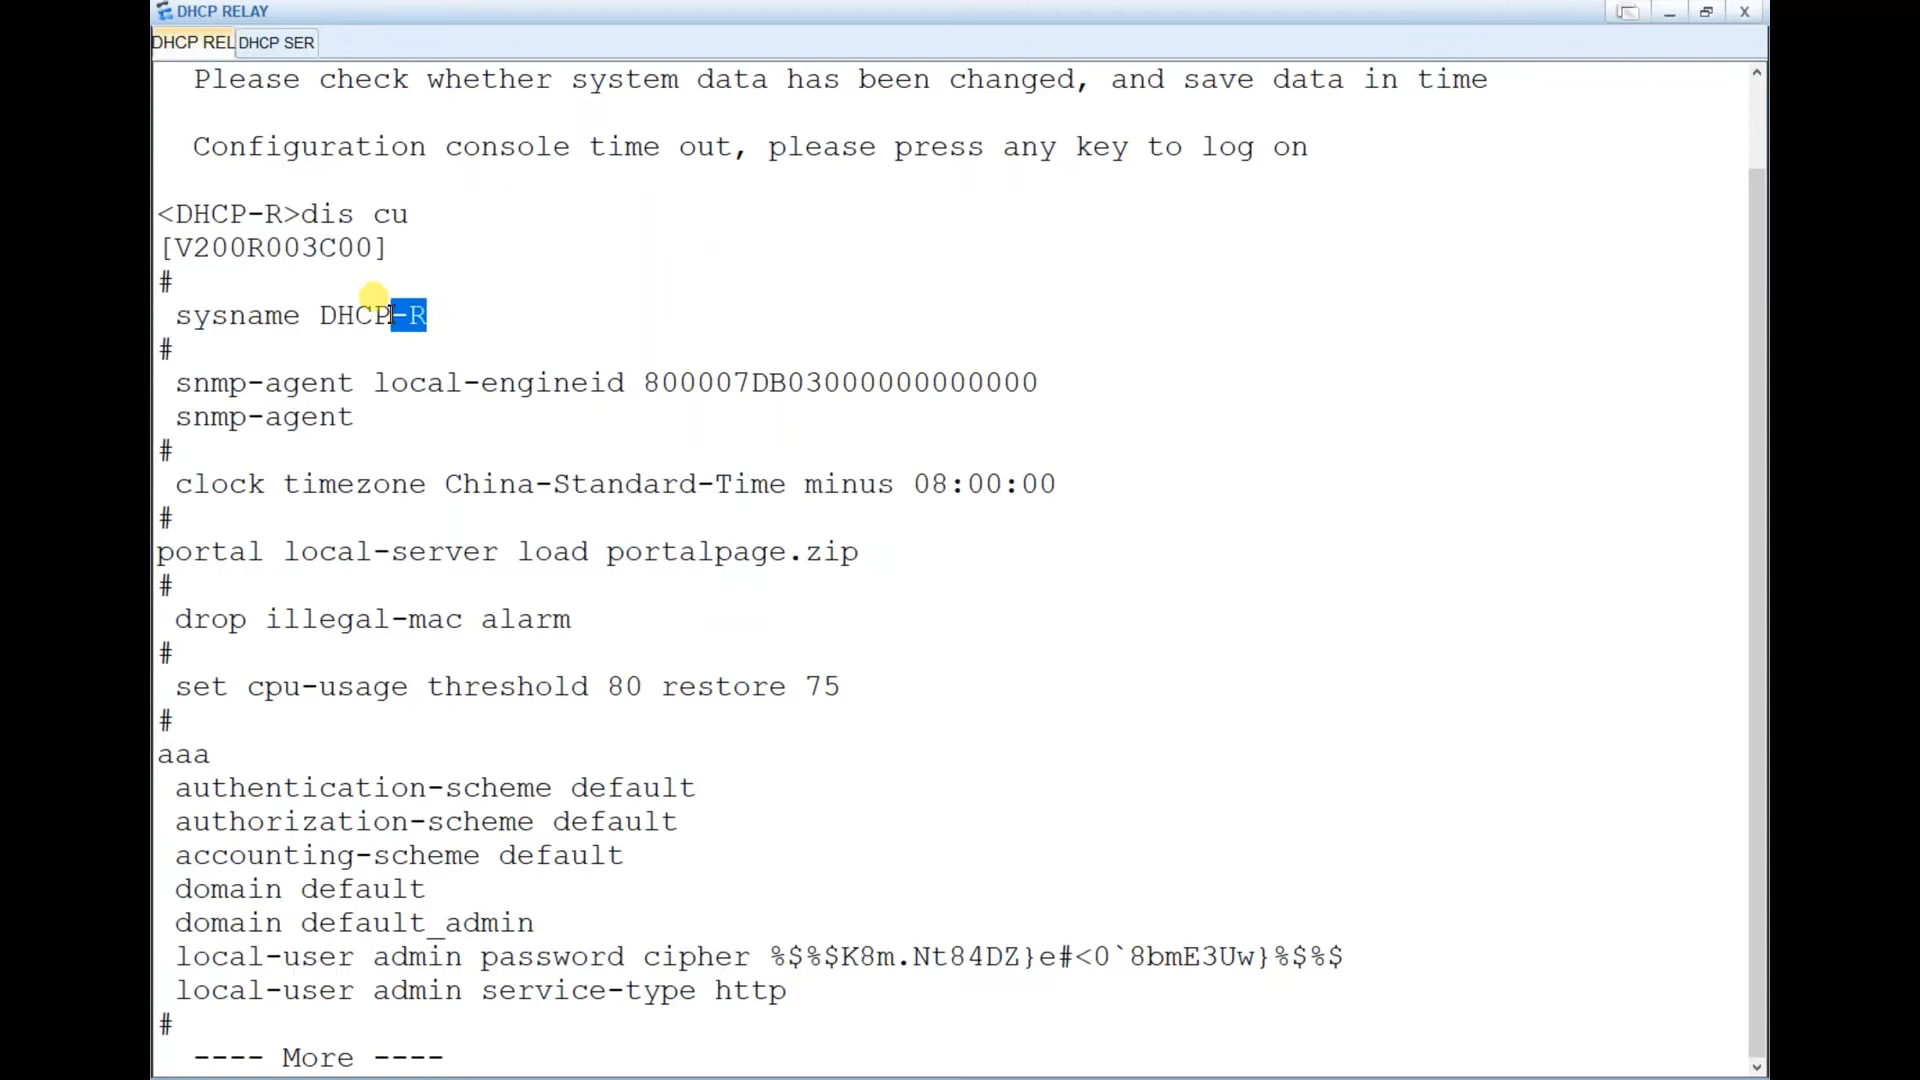 DHCP RELAY
DHCP REL DHCP SER
Please check whether system data has been changed, and save data in time
Configuration console time out, please press any key to log on
<DHCP-R>dis cu
[V200R003C00]
#
sysname DHCP-R
#
snmp-agent local-engineid 800007DB03000000000000
snmp-agent
#
clock timezone China-Standard-Time minus 08:00:00
#
portal local-server load portalpage.zip
#
drop illegal-mac alarm
#
set cpu-usage threshold 80 restore 75
#
aaa
authentication-scheme default
authorization-scheme default
accounting-scheme default
domain default
domain default_admin
local-user admin password cipher %$%$K8m.Nt84DZ}e#<0`8bmE3Uw}%$%$
local-user admin service-type http
#
---- More ----